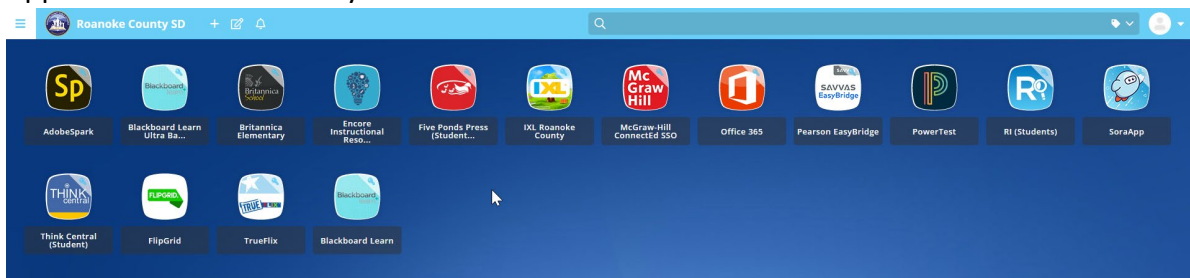 Roanoke County SD
Sp
Blackboard
Britannica School
IXL
Mc Graw Hill
SAVVAS
SAVVAS EasyBridge
RI
AdobeSpark
Blackboard Learn Ultra Ba...
Britannica Elementary
Encore Instructional Reso...
Five Ponds Press (Student...
IXL Roanoke County
McGraw-Hill ConnectEd SSO
Office 365
Pearson EasyBridge
PowerTest
RI (Students)
SoraApp
THINK central
FLIPGRID.
TRUE
Blackboard
Think Central (Student)
FlipGrid
TrueFlix
Blackboard Learn